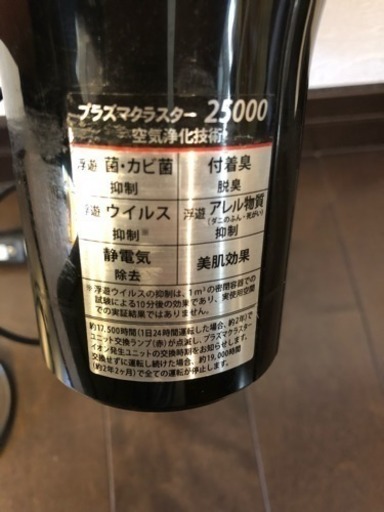 プラズマクラスター 25000
空気浄化技術
浮遊 菌・カビ菌 抑制
付着臭 脱臭
浮遊 ウイルス 抑制※
浮遊 アレル物質 (ダニのふん・死がい) 抑制
静電気 除去
美肌効果
※浮遊ウイルスの抑制は、1m³の密閉容器での
試験による10分後の効果であり、実使用空間
での実証結果ではありません。
約17,500時間(1日24時間運転した場合、約2年)で
ユニット交換ランプ(赤)が点滅し、プラズマクラスター
イオン発生ユニットの交換時期をお知らせします。
交換せずに運転し続けた場合、約19,000時間
(約2年2ヶ月)で全ての運転が停止します。